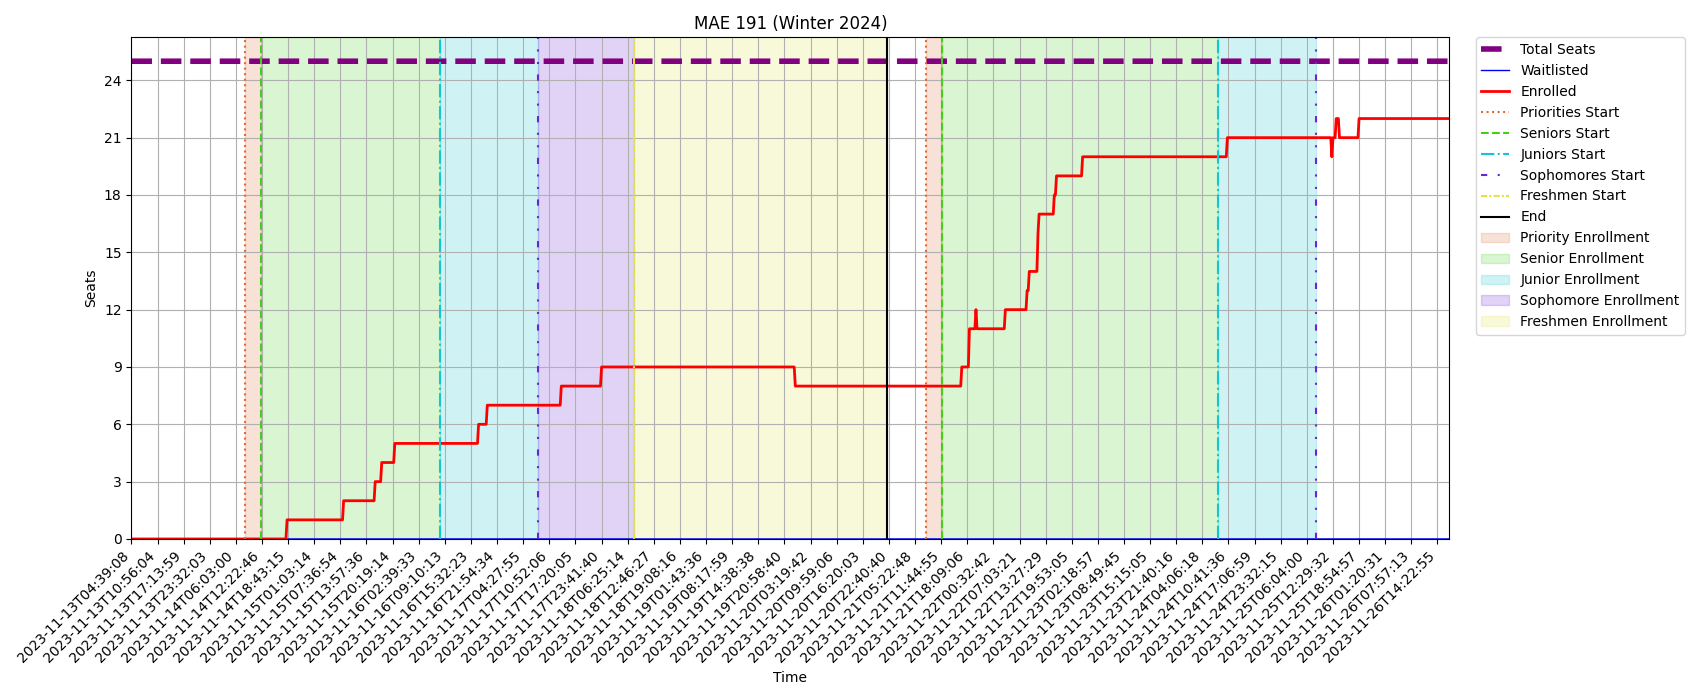 MAE 191 (Winter 2024)
Total Seats
Waitlisted
Enrolled
Priorities Start
Seniors Start
Juniors Start
Sophomores Start
Freshmen Start
End
Priority Enrollment
Senior Enrollment
Junior Enrollment
Sophomore Enrollment
Freshmen Enrollment
Seats
24
21
18
15
12
9
6
3
0
2023-11-13T04:39:08
2023-11-13T10:56:04
2023-11-13T17:13:59
2023-11-13T23:32:03
2023-11-14T06:03:00
2023-11-14T12:22:46
2023-11-14T18:43:15
2023-11-15T01:03:14
2023-11-15T07:36:54
2023-11-15T13:57:36
2023-11-15T20:19:14
2023-11-16T02:39:33
2023-11-16T09:10:13
2023-11-16T15:32:23
2023-11-16T21:54:34
2023-11-17T04:27:55
2023-11-17T10:52:06
2023-11-17T17:20:05
2023-11-17T23:41:40
2023-11-18T06:25:14
2023-11-18T12:46:27
2023-11-18T19:08:16
2023-11-19T01:43:36
2023-11-19T08:17:59
2023-11-19T14:38:38
2023-11-19T20:58:40
2023-11-20T03:19:42
2023-11-20T09:59:06
2023-11-20T16:20:03
2023-11-20T22:40:40
2023-11-21T05:22:48
2023-11-21T11:44:55
2023-11-21T18:09:06
2023-11-22T00:32:42
2023-11-22T07:03:21
2023-11-22T13:27:29
2023-11-22T19:53:05
2023-11-23T02:18:57
2023-11-23T08:49:45
2023-11-23T15:15:05
2023-11-23T21:40:16
2023-11-24T04:06:18
2023-11-24T10:41:36
2023-11-24T17:06:59
2023-11-24T23:32:15
2023-11-25T06:04:00
2023-11-25T12:29:32
2023-11-25T18:54:57
2023-11-26T01:20:31
2023-11-26T07:57:13
2023-11-26T14:22:55
Time